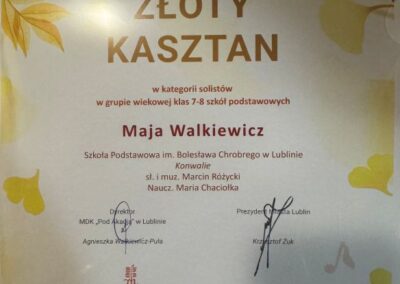 ZŁOTY
KASZTAN
w kategorii solistów
w grupie wiekowej klas 7-8 szkół podstawowych
Maja Walkiewicz
Szkoła Podstawowa im. Bolesława Chrobrego w Lublinie
Konwalie
sł. i muz. Marcin Różycki
Naucz. Maria Chaciołka
Dyrektor
MDK „Pod Akacją” w Lublinie
Prezydent Miasta Lublin
Agnieszka Walkiewicz-Puła
Krzysztof Żuk